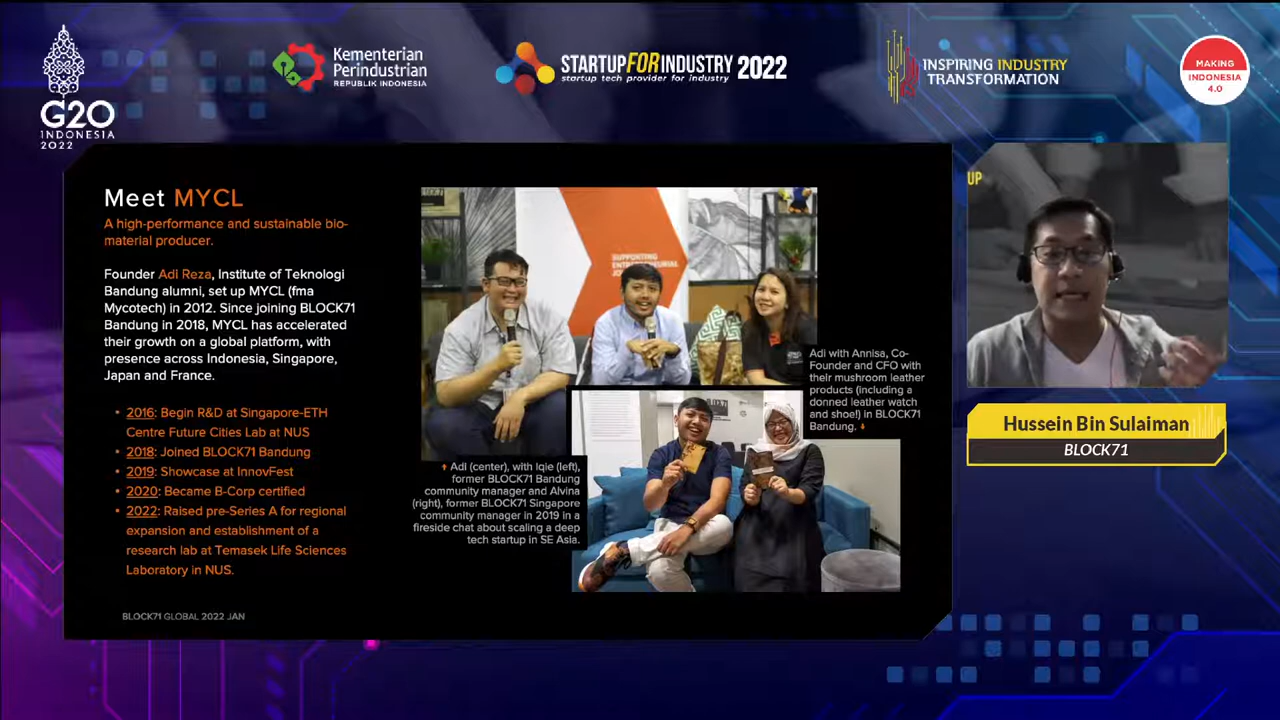 G20
INDONESIA
2022
Kementerian
Perindustrian
REPUBLIK INDONESIA
STARTUPFORINDUSTRY 2022
startup tech provider for industry
INSPIRING INDUSTRY
TRANSFORMATION
MAKING
INDONESIA
4.0
Meet MYCL
A high-performance and sustainable bio-
material producer.
Founder Adi Reza, Institute of Teknologi
Bandung alumni, set up MYCL (fma
Mycotech) in 2012. Since joining BLOCK71
Bandung in 2018, MYCL has accelerated
their growth on a global platform, with
presence across Indonesia, Singapore,
Japan and France.
• 2016: Begin R&D at Singapore-ETH
Centre Future Cities Lab at NUS
• 2018: Joined BLOCK71 Bandung
• 2019: Showcase at InnovFest
• 2020: Became B-Corp certified
• 2022: Raised pre-Series A for regional
expansion and establishment of a
research lab at Temasek Life Sciences
Laboratory in NUS.
BLOCK71 GLOBAL 2022 JAN
SUPPORTING
Adi with Annisa, Co-
Founder and CFO with
their mushroom leather
products (including a
donned leather watch
and shoe!) in BLOCK71
Bandung. ↓
↑ Adi (center), with Iqie (left),
former BLOCK71 Bandung
community manager and Alvina
(right), former BLOCK71 Singapore
community manager in 2019 in a
fireside chat about scaling a deep
tech startup in SE Asia.
UP
Hussein Bin Sulaiman
BLOCK71